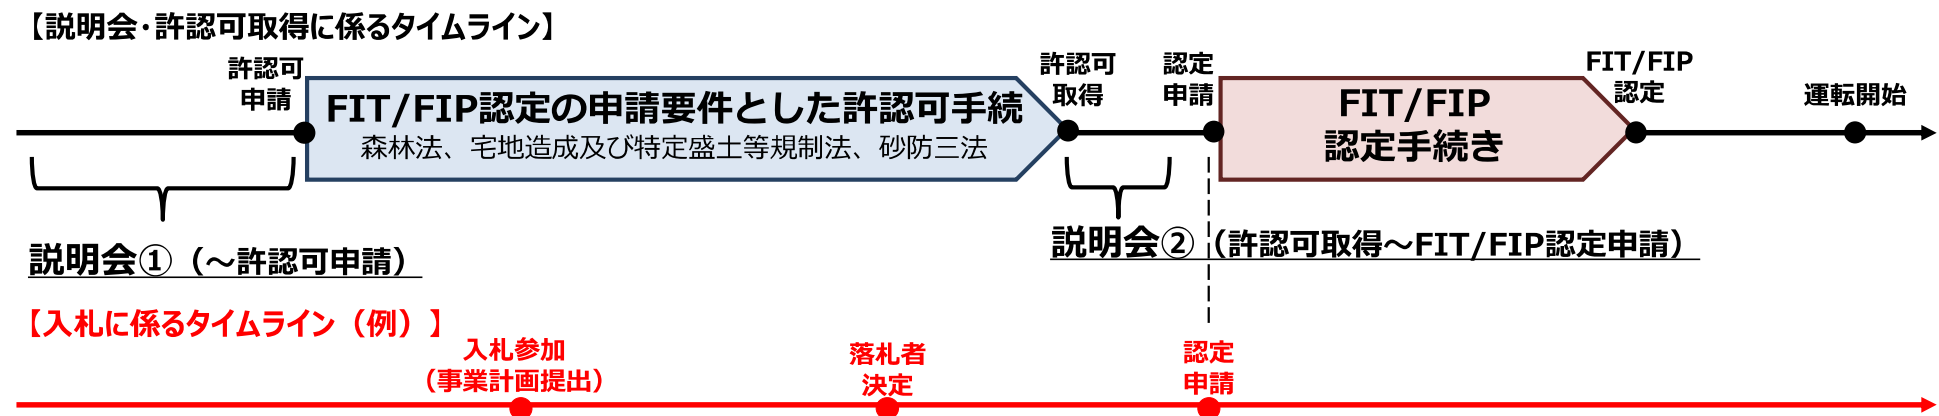 【説明会・許認可取得に係るタイムライン】
許認可
申請
FIT/FIP認定の申請要件とした許認可手続
森林法、宅地造成及び特定盛土等規制法、砂防三法
許認可
取得
認定
申請
FIT/FIP
認定手続き
FIT/FIP
認定
運転開始
説明会①（～許認可申請）
説明会②（許認可取得～FIT/FIP認定申請）
【入札に係るタイムライン（例）】
入札参加
（事業計画提出）
落札者
決定
認定
申請